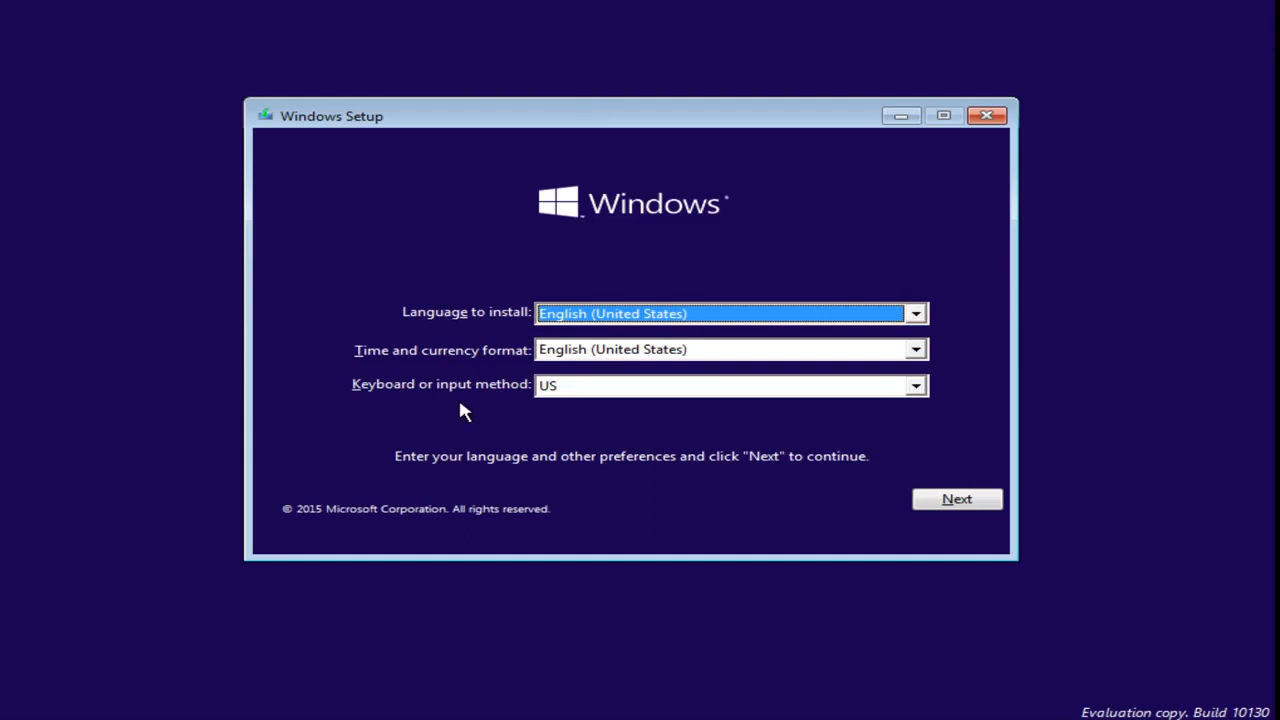 Windows Setup
Windows
Language to install: English (United States)
Time and currency format: English (United States)
Keyboard or input method: US
Enter your language and other preferences and click "Next" to continue.
Next
© 2015 Microsoft Corporation. All rights reserved.
Evaluation copy. Build 10130